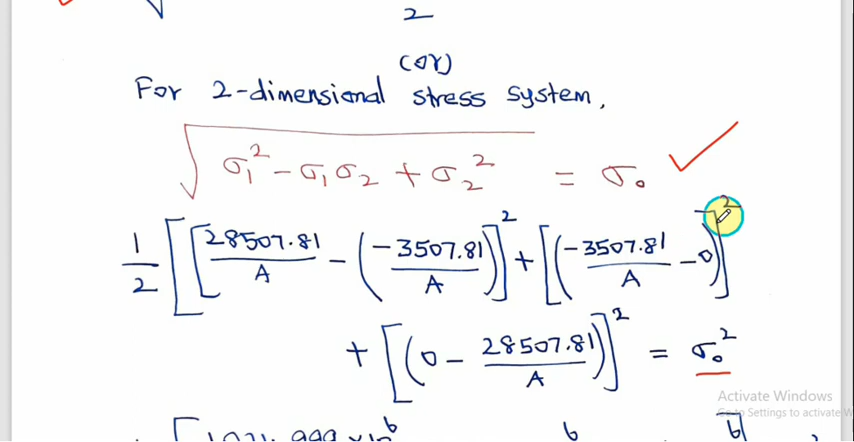 2
(or)
For 2-dimensional stress system,
√(σ₁² - σ₁σ₂ + σ₂²) = σ₀
1/2 [[28507.81/A - (-3507.81/A)]² + [(-3507.81/A - 0)]²
+ [(0 - 28507.81/A)]² = σ₀²
Activate Windows
Go to Settings to activate W